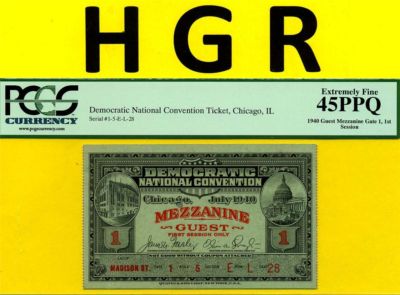 HGR
PCGS
CURRENCY
www.pcgscurrency.com
Democratic National Convention Ticket, Chicago, IL
Serial #1-5-E-L-28
Extremely Fine
45PPQ
1940 Guest Mezzanine Gate 1, 1st
Session
DEMOCRATIC
NATIONAL CONVENTION
Chicago, July 1940
MEZZANINE
GUEST
FIRST SESSION ONLY
1
1
NOT GOOD WITHOUT COUPON ATTACHED
MADISON ST. 1 5 E L 28